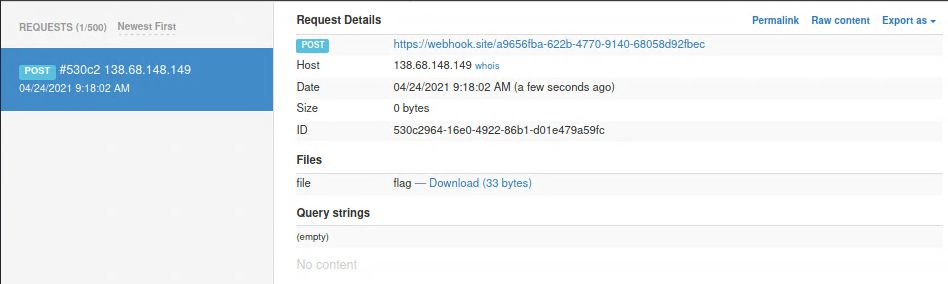 REQUESTS (1/500) Newest First
POST #530c2 138.68.148.149
04/24/2021 9:18:02 AM
Request Details Permalink Raw content Export as
POST https://webhook.site/a9656fba-622b-4770-9140-68058d92fbec
Host 138.68.148.149 whois
Date 04/24/2021 9:18:02 AM (a few seconds ago)
Size 0 bytes
ID 530c2964-16e0-4922-86b1-d01e479a59fc
Files
file flag — Download (33 bytes)
Query strings
(empty)
No content